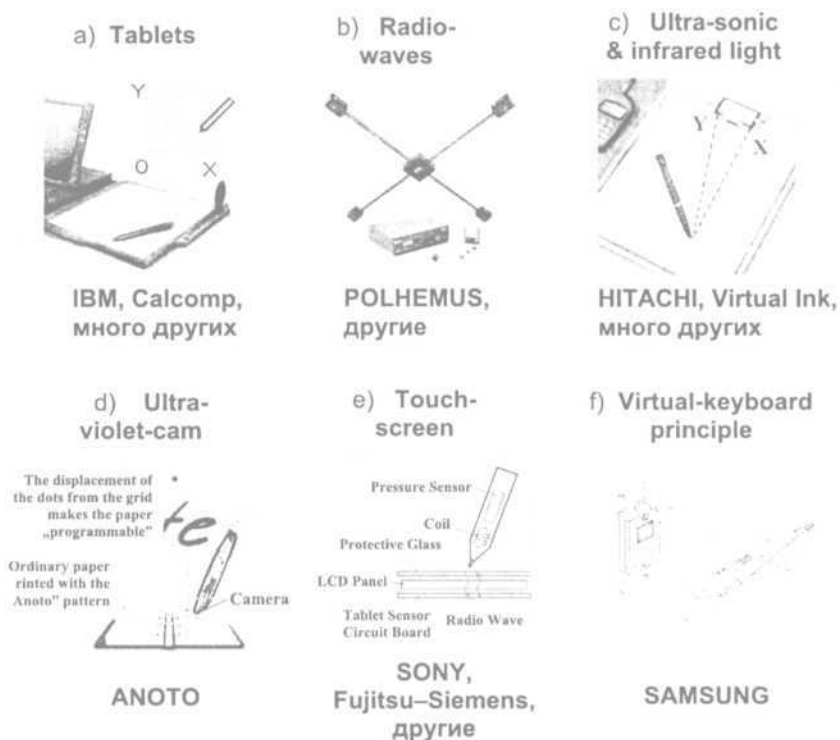 a) Tablets
b) Radio-
waves
c) Ultra-sonic
& infrared light
Y
O
X
Y
X
IBM, Calcomp,
много других
POLHEMUS,
другие
HITACHI, Virtual Ink,
много других
d) Ultra-
violet-cam
e) Touch-
screen
f) Virtual-keyboard
principle
The displacement of
the dots from the grid
makes the paper
„programmable”
te
Ordinary paper
rinted with the
Anoto” pattern
Camera
Pressure Sensor
Coil
Protective Glass
LCD Panel
Tablet Sensor
Circuit Board
Radio Wave
ANOTO
SONY,
Fujitsu–Siemens,
другие
SAMSUNG